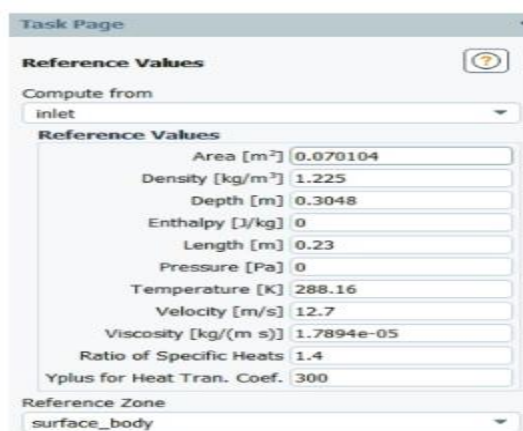 Task Page
Reference Values
?
Compute from
inlet
Reference Values
Area [m²] 0.070104
Density [kg/m³] 1.225
Depth [m] 0.3048
Enthalpy [J/kg] 0
Length [m] 0.23
Pressure [Pa] 0
Temperature [K] 288.16
Velocity [m/s] 12.7
Viscosity [kg/(m s)] 1.7894e-05
Ratio of Specific Heats 1.4
Yplus for Heat Tran. Coef. 300
Reference Zone
surface_body